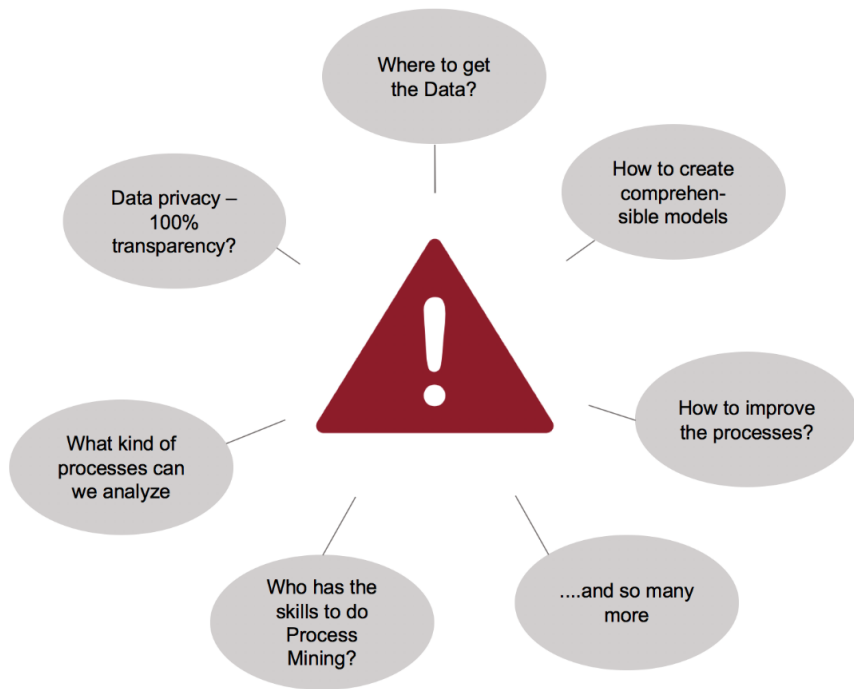 Where to get
the Data?
How to create
comprehen-
sible models
How to improve
the processes?
....and so many
more
Who has the
skills to do
Process
Mining?
What kind of
processes can
we analyze
Data privacy –
100%
transparency?
!